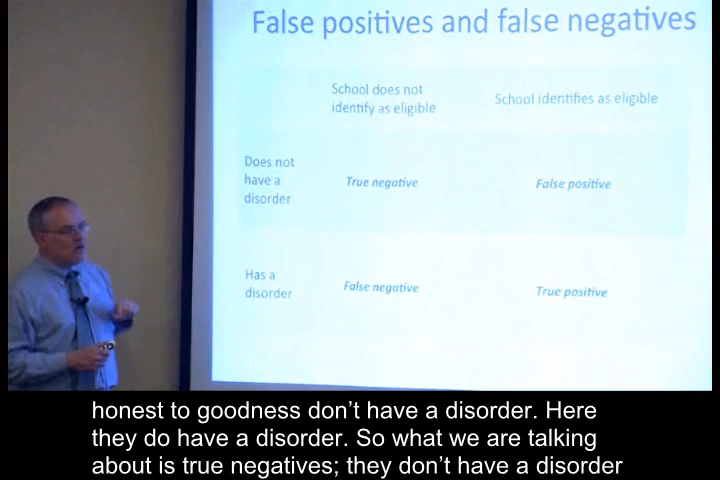 False positives and false negatives
School does not
identify as eligible
School identifies as eligible
Does not
have a
disorder
True negative
False positive
Has a
disorder
False negative
True positive
honest to goodness don’t have a disorder. Here
they do have a disorder. So what we are talking
about is true negatives; they don’t have a disorder